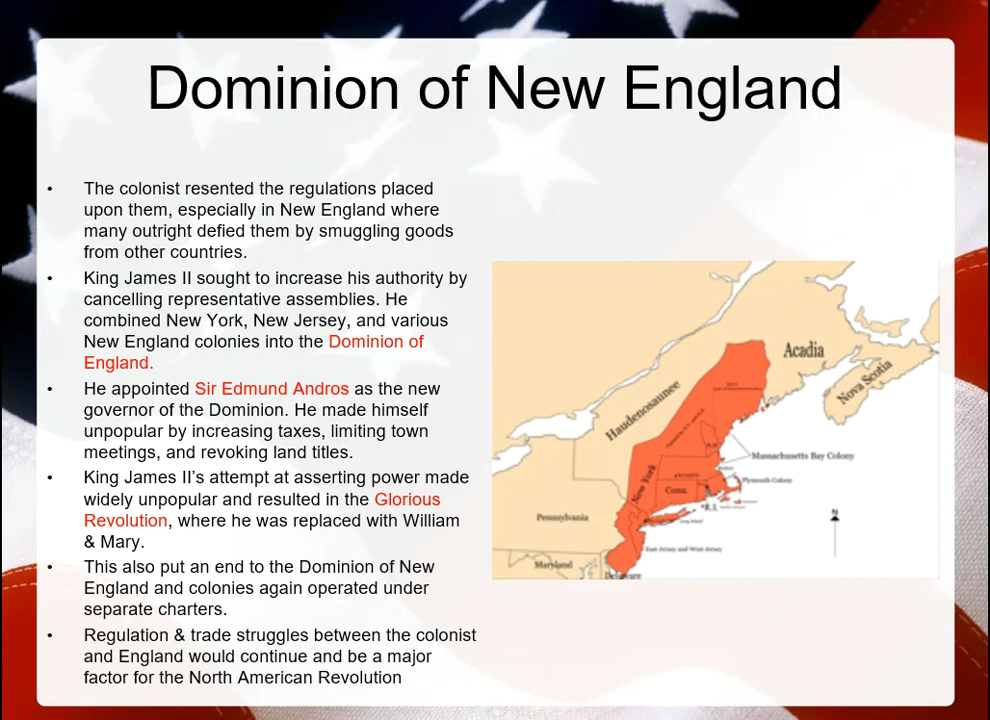 Dominion of New England
• The colonist resented the regulations placed
upon them, especially in New England where
many outright defied them by smuggling goods
from other countries.
• King James II sought to increase his authority by
cancelling representative assemblies. He
combined New York, New Jersey, and various
New England colonies into the Dominion of
England.
• He appointed Sir Edmund Andros as the new
governor of the Dominion. He made himself
unpopular by increasing taxes, limiting town
meetings, and revoking land titles.
• King James II's attempt at asserting power made
widely unpopular and resulted in the Glorious
Revolution, where he was replaced with William
& Mary.
• This also put an end to the Dominion of New
England and colonies again operated under
separate charters.
• Regulation & trade struggles between the colonist
and England would continue and be a major
factor for the North American Revolution
Acadia
Nova Scotia
Haudenosaunee
Massachusetts Bay Colony
New York
Plymouth Colony
Conn.
R.I.
Long Island
N
Pennsylvania
East Jersey and West Jersey
Maryland
Delaware